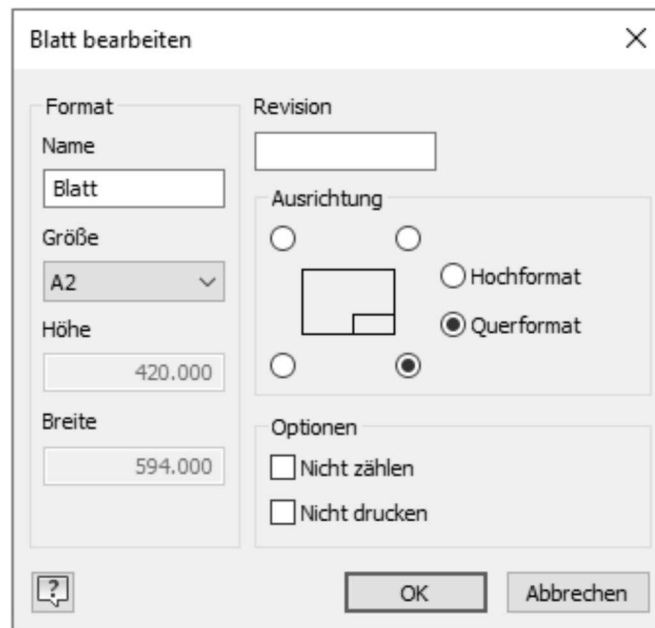 Blatt bearbeiten
Format
Name
Blatt
Größe
A2
Höhe
420.000
Breite
594.000
Revision
Ausrichtung
Hochformat
Querformat
Optionen
Nicht zählen
Nicht drucken
?
OK
Abbrechen